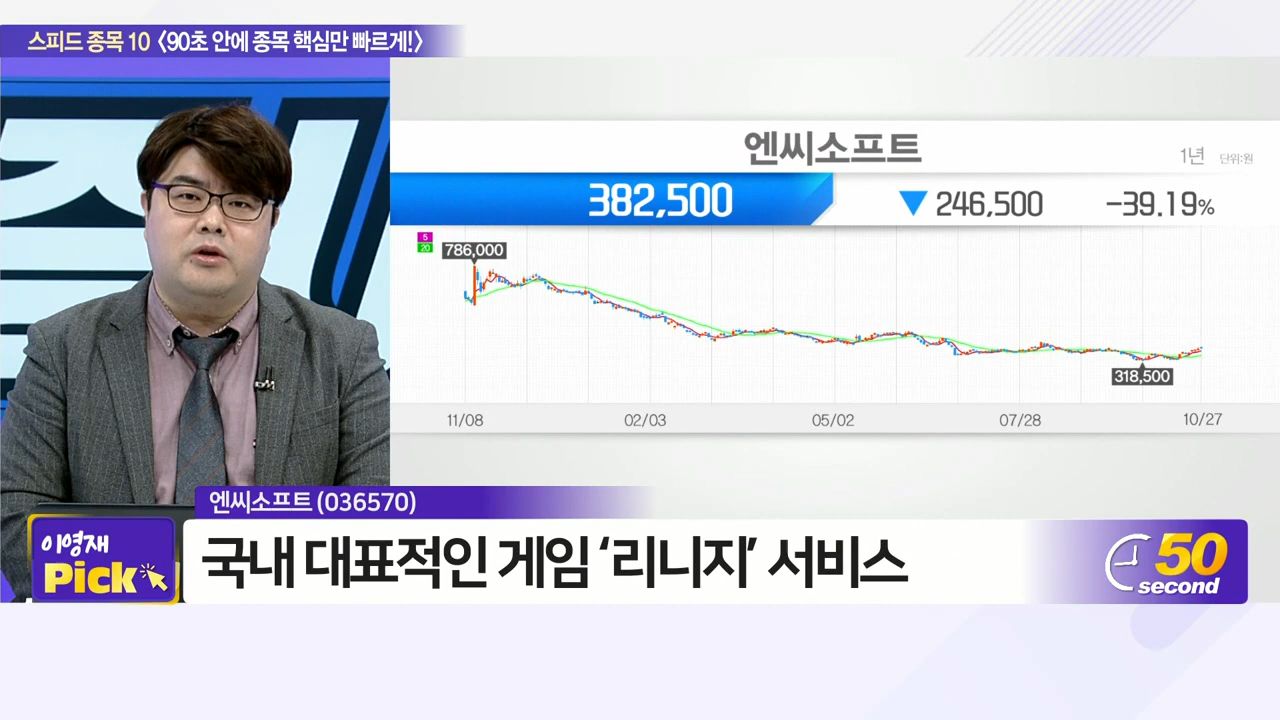 스피드 종목 10 〈90초 안에 종목 핵심만 빠르게!〉
엔씨소프트
1년 단위:원
382,500 ▼ 246,500 -39.19%
5
20
786,000
318,500
11/08 02/03 05/02 07/28 10/27
엔씨소프트 (036570)
이영재
Pick
국내 대표적인 게임 ‘리니지’ 서비스
50
second